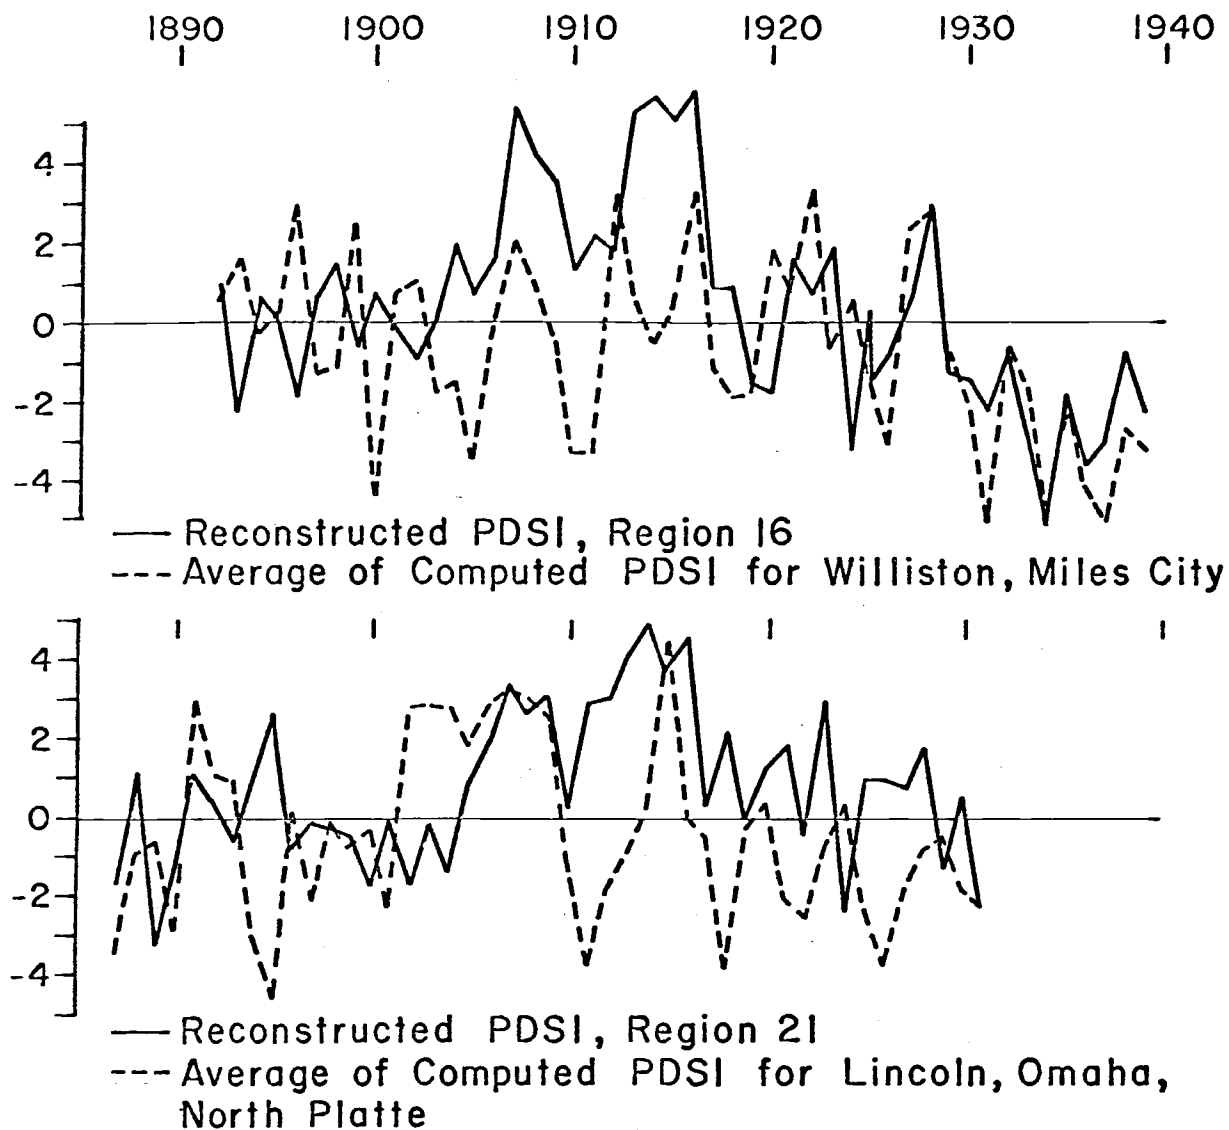 1890 1900 1910 1920 1930 1940
4
2
0
-2
-4
Reconstructed PDSI, Region 16
Average of Computed PDSI for Williston, Miles City
4
2
0
-2
-4
Reconstructed PDSI, Region 21
Average of Computed PDSI for Lincoln, Omaha,
North Platte